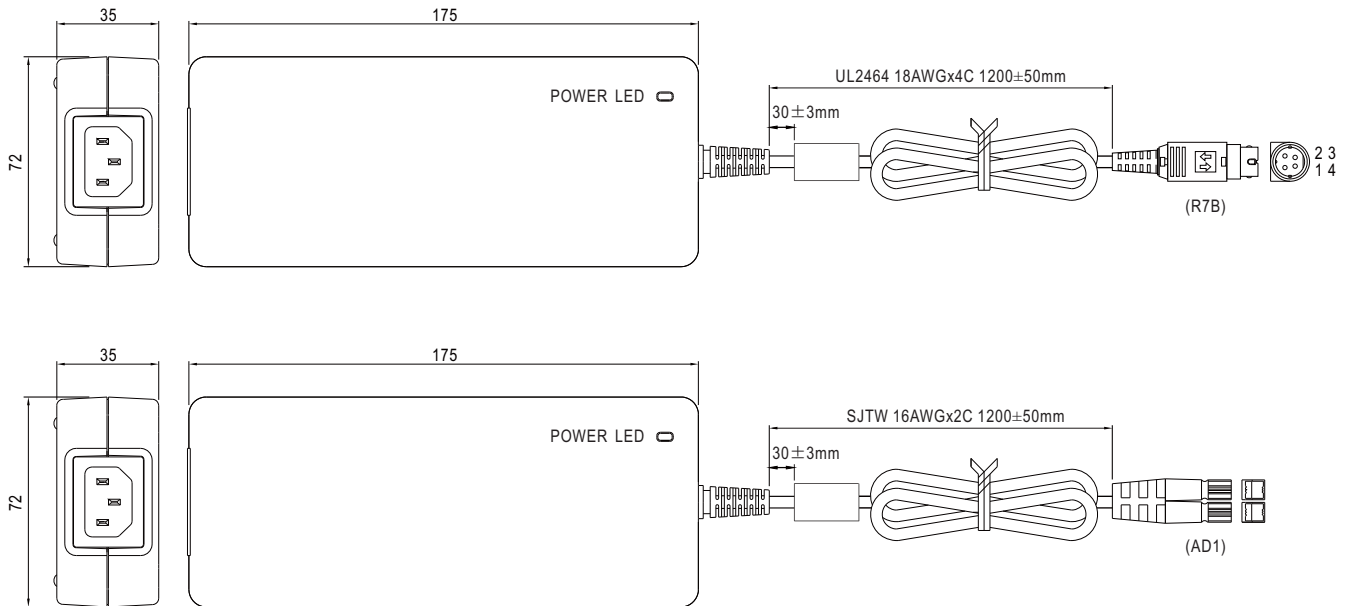 35
175
72
POWER LED
UL2464 18AWGx4C 1200±50mm
30±3mm
2 3
1 4
(R7B)
35
175
72
POWER LED
SJTW 16AWGx2C 1200±50mm
30±3mm
(AD1)